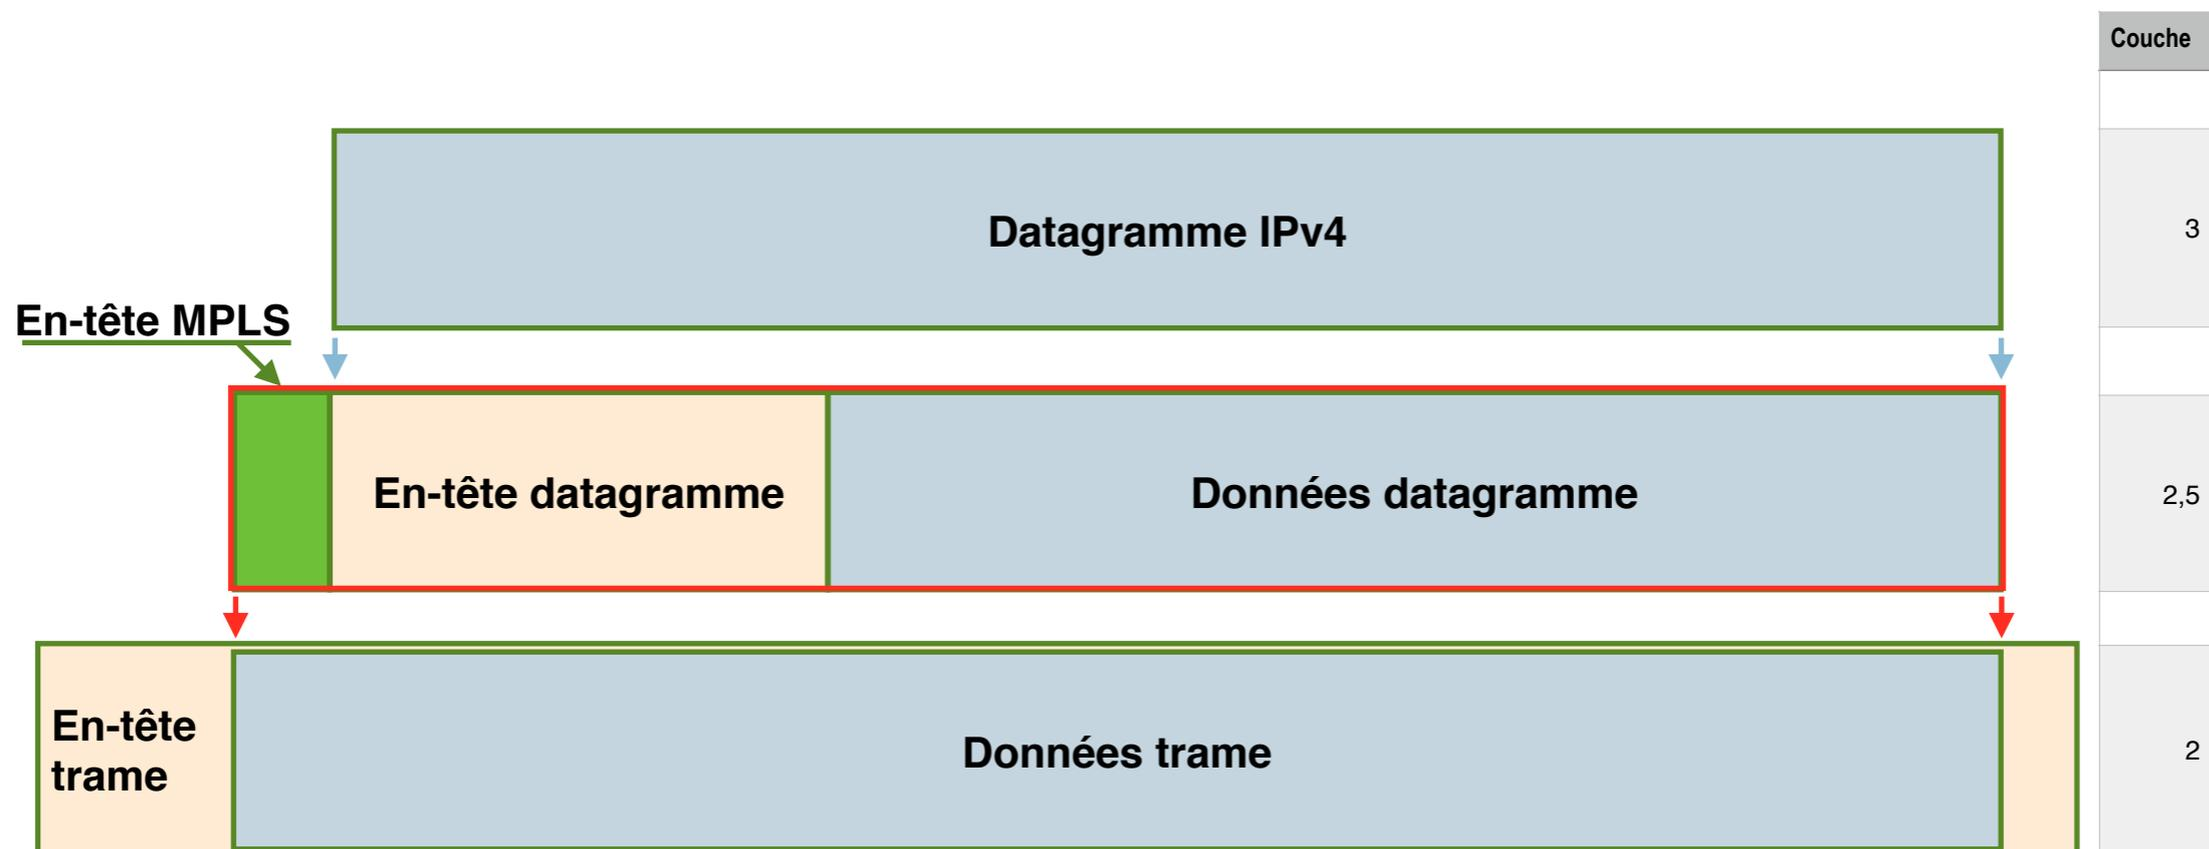 Couche
Datagramme IPv4
3
En-tête MPLS
En-tête datagramme
Données datagramme
2,5
En-tête
trame
Données trame
2